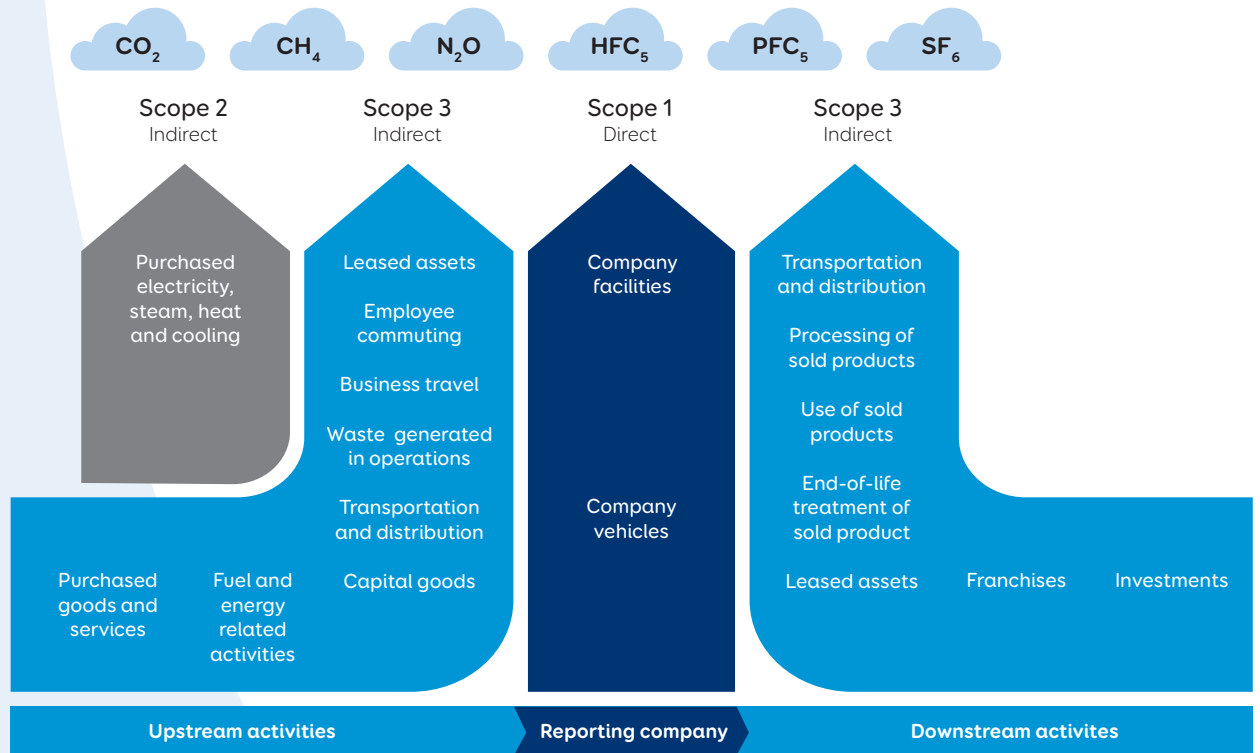 CO₂
CH₄
N₂O
HFC₅
PFC₅
SF₆
Scope 2
Indirect
Scope 3
Indirect
Scope 1
Direct
Scope 3
Indirect
Purchased
electricity,
steam, heat
and cooling
Leased assets
Employee
commuting
Business travel
Waste generated
in operations
Transportation
and distribution
Capital goods
Purchased
goods and
services
Fuel and
energy
related
activities
Company
facilities
Company
vehicles
Transportation
and distribution
Processing of
sold products
Use of sold
products
End-of-life
treatment of
sold product
Leased assets
Franchises
Investments
Upstream activities
Reporting company
Downstream activites